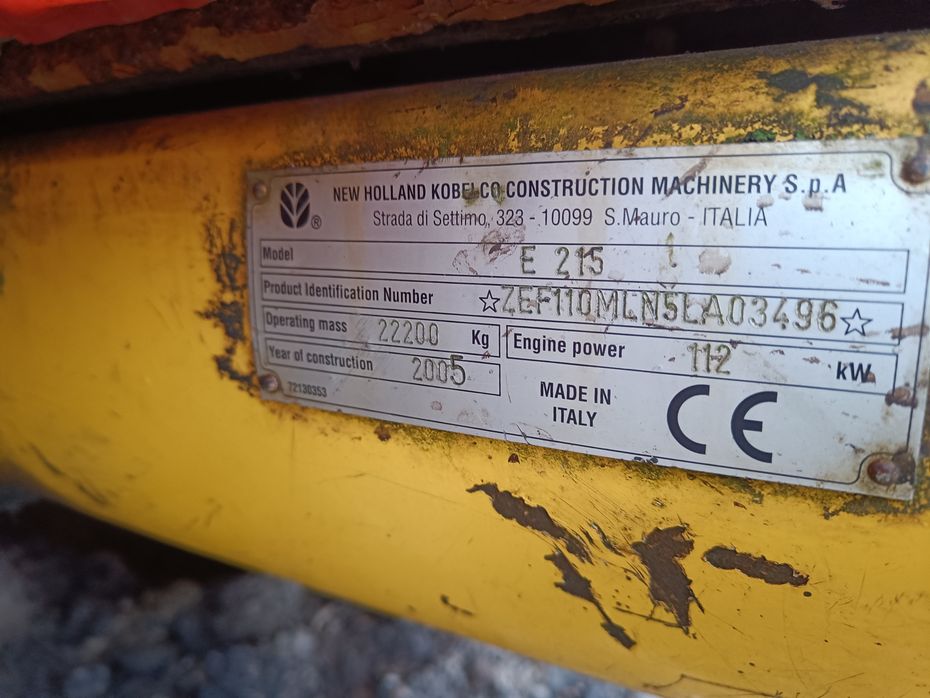 NEW HOLLAND KOBELCO CONSTRUCTION MACHINERY S.p.A
®
Strada di Settimo, 323 - 10099 S.Mauro - ITALIA
Model E 215
Product Identification Number ☆ZEF110MLN5LA03496☆
Operating mass 22200 Kg
Engine power 112 kW
Year of construction 2005
72130353
MADE IN
ITALY
CE